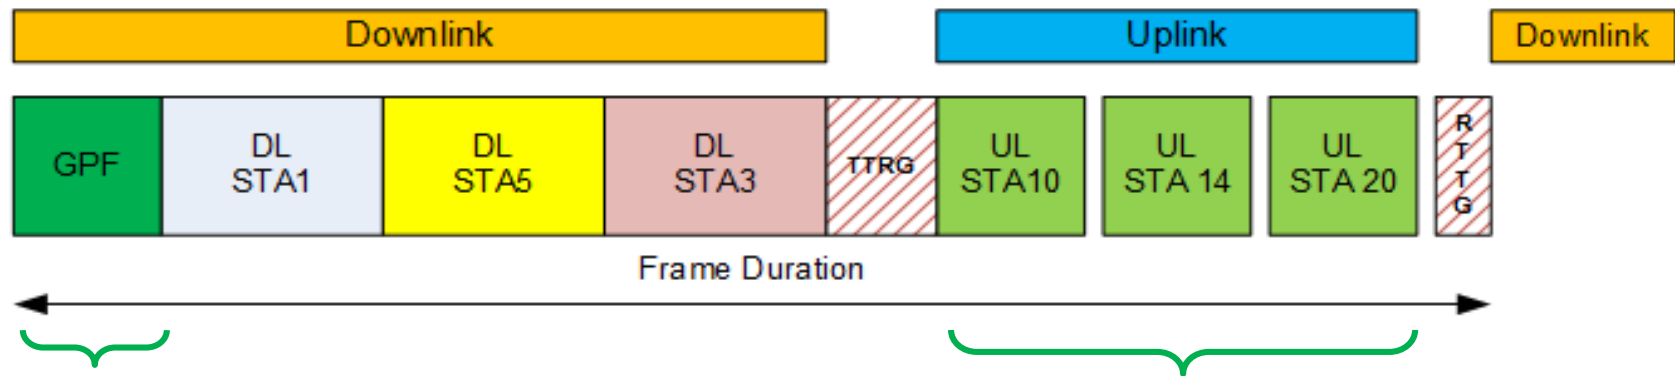 Downlink
Uplink
Downlink
GPF
DL
STA1
DL
STA5
DL
STA3
TTRG
UL
STA10
UL
STA 14
UL
STA 20
R
T
T
G
Frame Duration